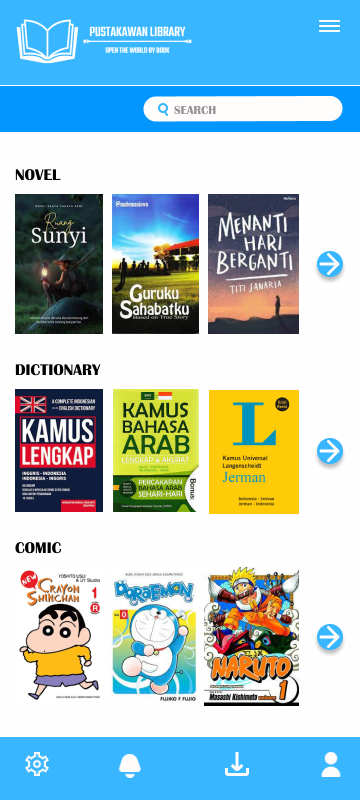 PUSTAKAWAN LIBRARY
OPEN THE WORLD BY BOOK
SEARCH
NOVEL
Ruang
Sunyi
Guruku
Sahabatku
Based on True Story
MENANTI
HARI
BERGANTI
TITI SANARIA
DICTIONARY
A COMPLETE INDONESIAN
ENGLISH DICTIONARY
KAMUS
LENGKAP
INGGRIS - INDONESIA
INDONESIA - INGGRIS
KAMUS
BAHASA
ARAB
LENGKAP & AKURAT
Bonus:
PERCAKAPAN
BAHASA ARAB
SEHARI-HARI
L
Kamus Universal
Langenscheidt
Jerman
Indonesia - Jerman
Jerman - Indonesia
COMIC
NEW
YOSHITO USUI
CRAYON
SHINCHAN
1
DORAEMON
0
FUJIKO F FUJIO
NARUTO
Masashi Kishimoto
1